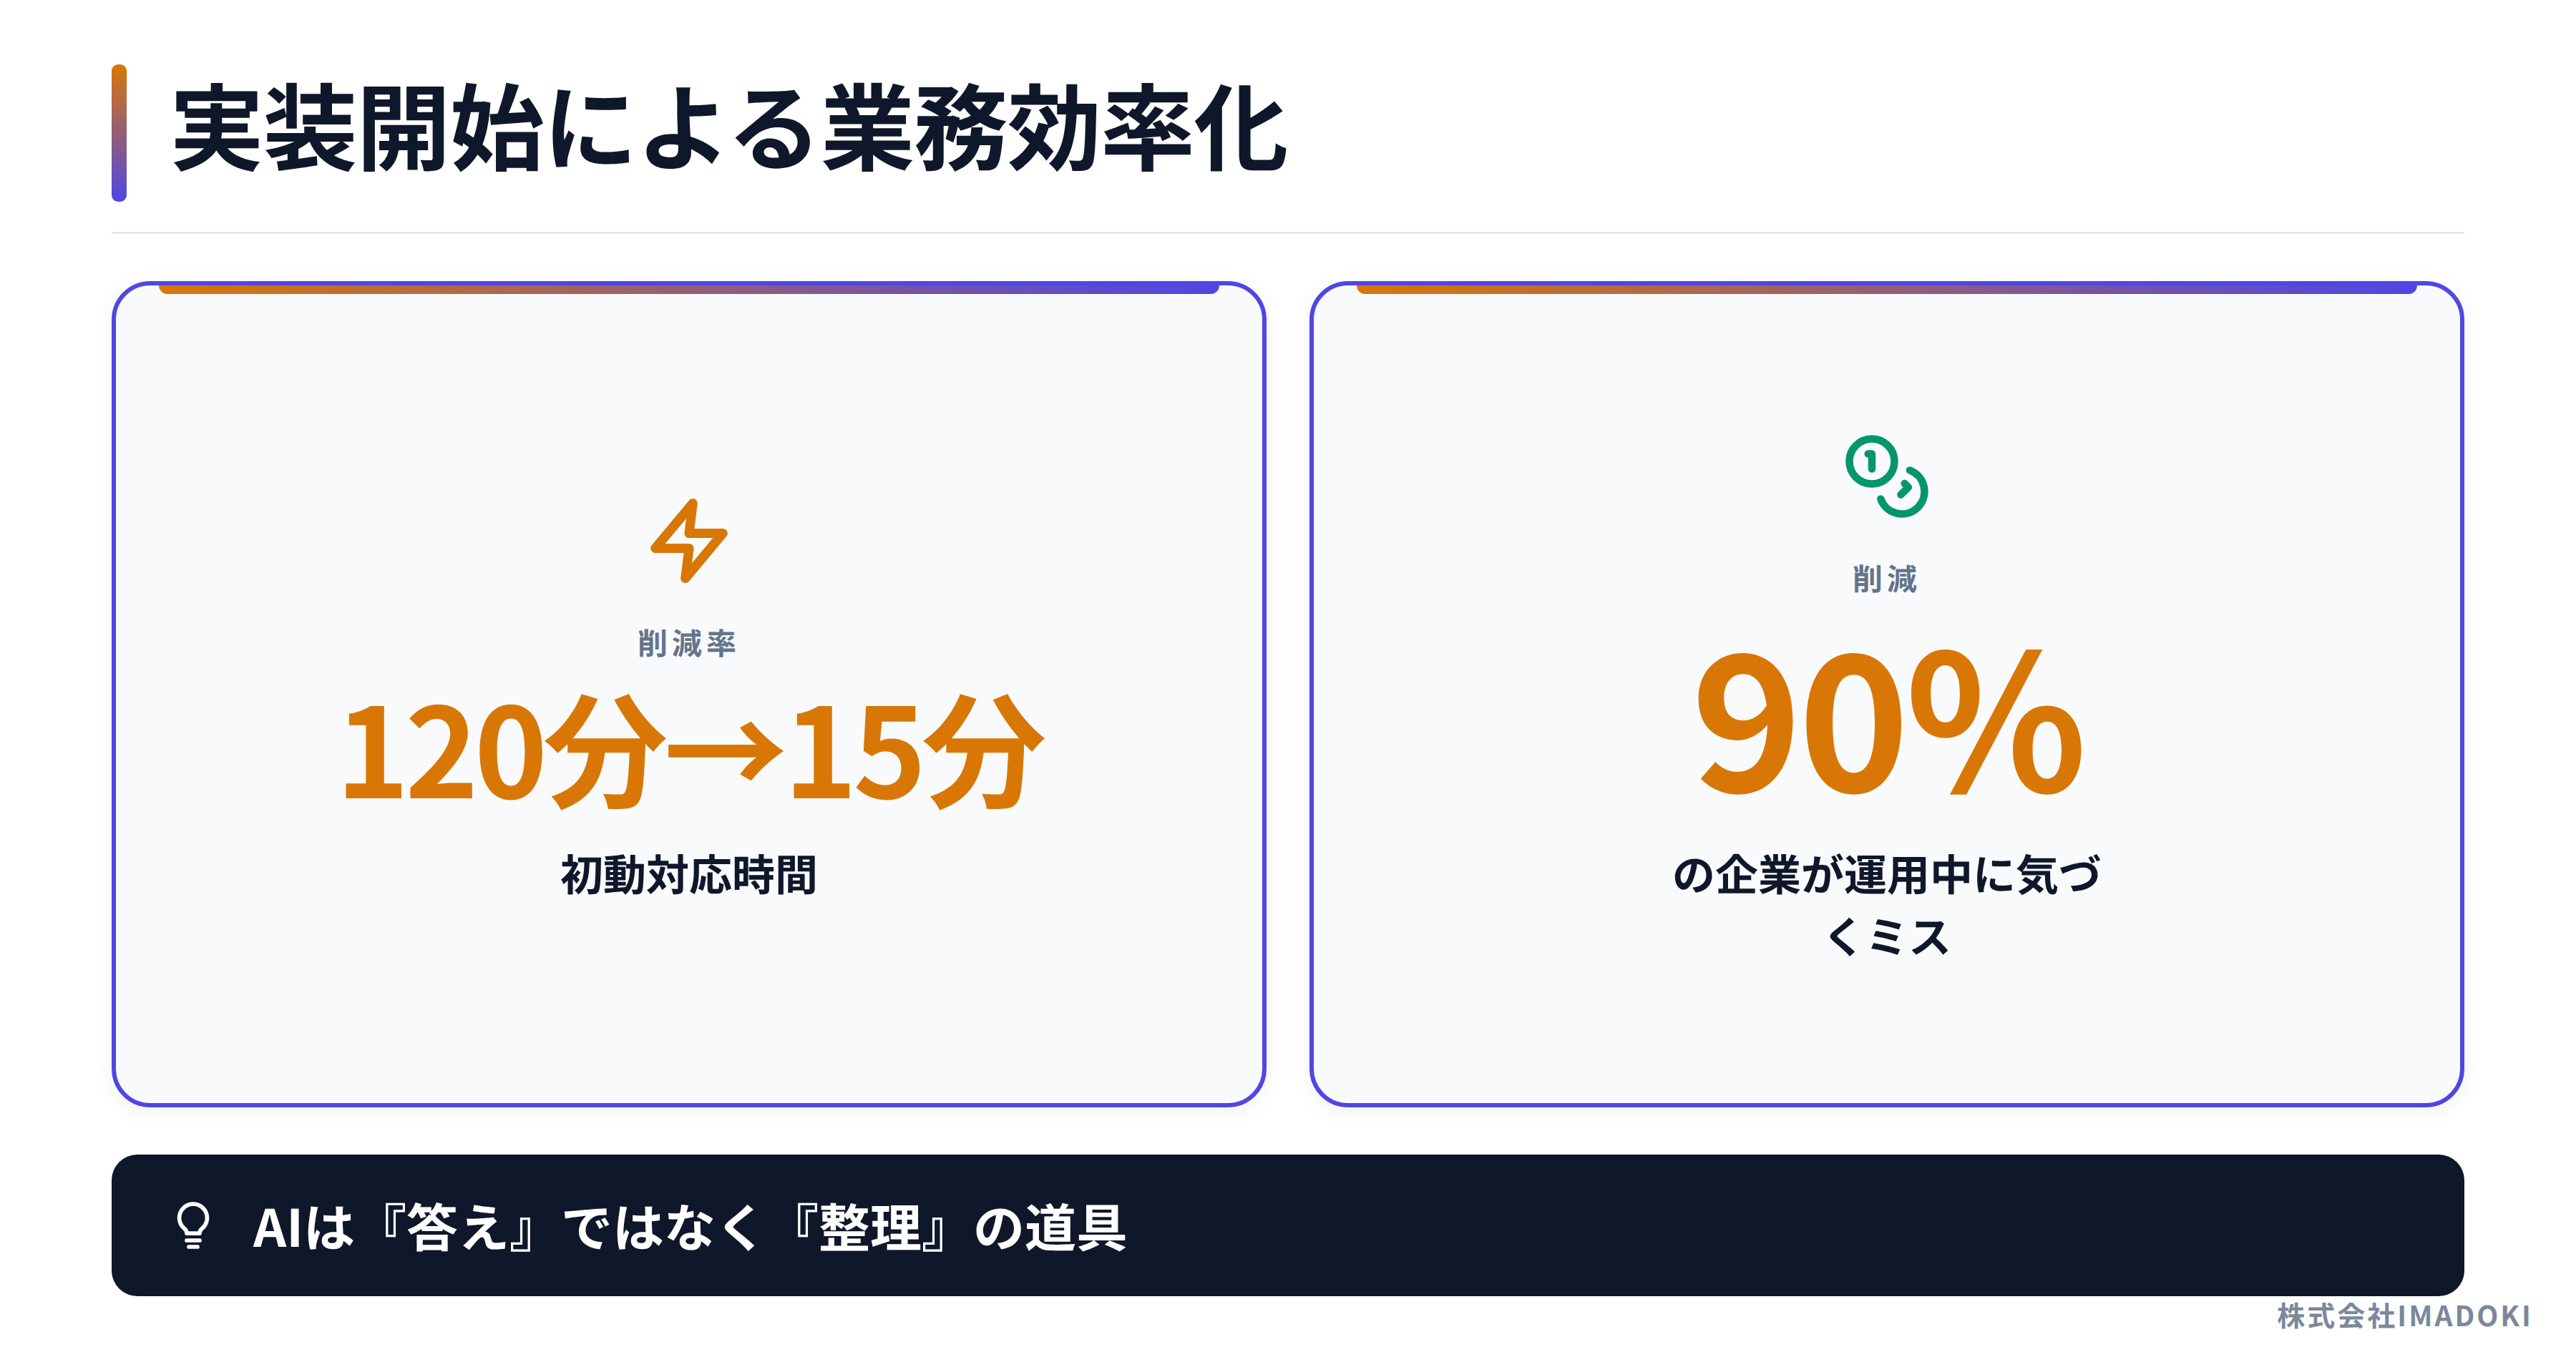 実装開始による業務効率化
削減率
120分→15分
初動対応時間
削減
90%
の企業が運用中に気づ
くミス
AIは『答え』ではなく『整理』の道具
株式会社IMADOKI